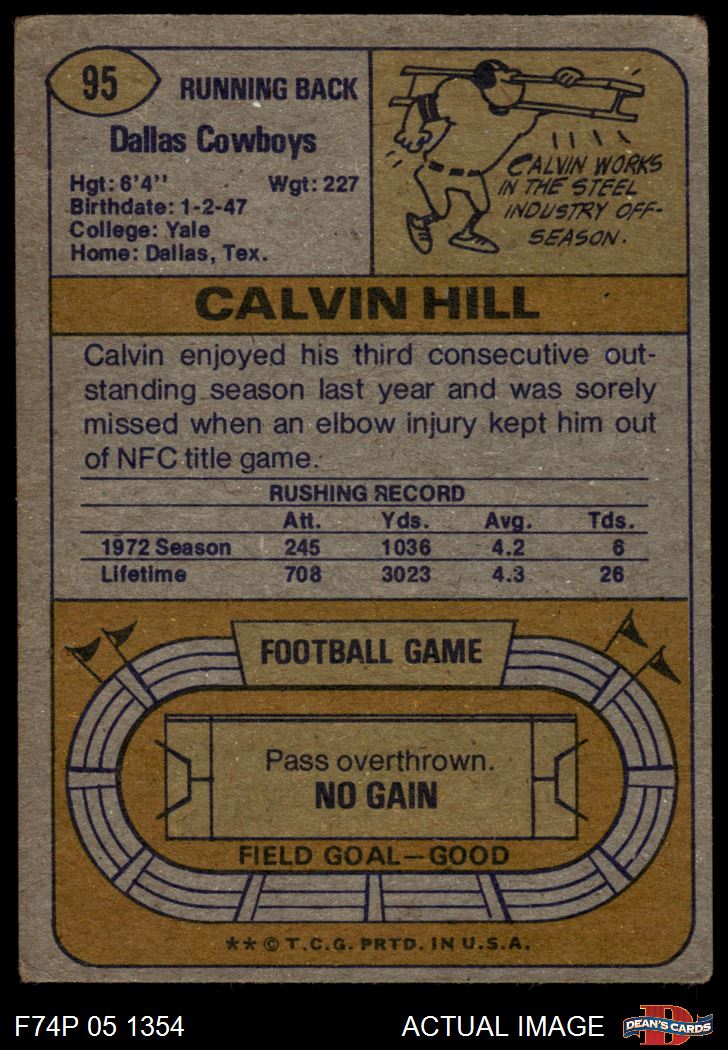 95
RUNNING BACK
Dallas Cowboys
Hgt: 6'4'' Wgt: 227
Birthdate: 1-2-47
College: Yale
Home: Dallas, Tex.
CALVIN WORKS
IN THE STEEL
INDUSTRY OFF-
SEASON.
CALVIN HILL
Calvin enjoyed his third consecutive out-
standing season last year and was sorely
missed when an elbow injury kept him out
of NFC title game.
RUSHING RECORD
Att. Yds. Avg. Tds.
1972 Season 245 1036 4.2 6
Lifetime 708 3023 4.3 26
FOOTBALL GAME
Pass overthrown.
NO GAIN
FIELD GOAL—GOOD
**© T.C.G. PRTD. IN U.S.A.
F74P 05 1354 ACTUAL IMAGE
D
DEAN'S CARDS